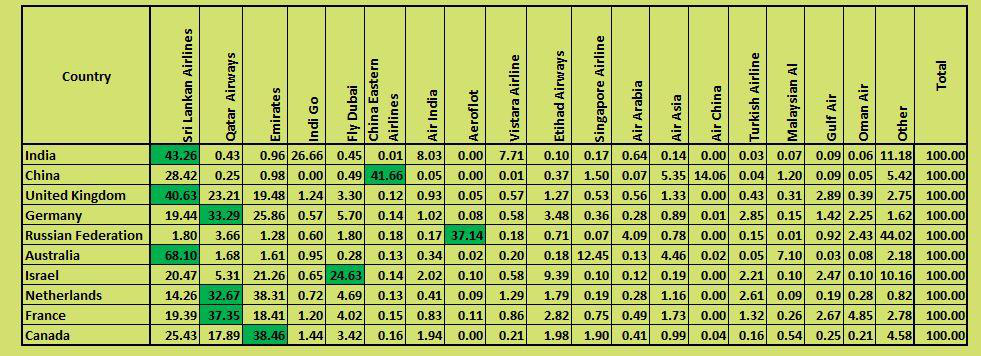 Country Sri Lankan Airlines Qatar Airways Emirates Indi Go Fly Dubai China Eastern Airlines Air India Aeroflot Vistara Airline Etihad Airways Singapore Airline Air Arabia Air Asia Air China Turkish Airline Malaysian Al Gulf Air Oman Air Other Total
India 43.26 0.43 0.96 26.66 0.45 0.01 8.03 0.00 7.71 0.10 0.17 0.64 0.14 0.00 0.03 0.07 0.09 0.06 11.18 100.00
China 28.42 0.25 0.98 0.00 0.49 41.66 0.05 0.00 0.01 0.37 1.50 0.07 5.35 14.06 0.04 1.20 0.09 0.05 5.42 100.00
United Kingdom 40.63 23.21 19.48 1.24 3.30 0.12 0.93 0.05 0.57 1.27 0.53 0.56 1.33 0.00 0.43 0.31 2.89 0.39 2.75 100.00
Germany 19.44 33.29 25.86 0.57 5.70 0.14 1.02 0.08 0.58 3.48 0.36 0.28 0.89 0.01 2.85 0.15 1.42 2.25 1.62 100.00
Russian Federation 1.80 3.66 1.28 0.60 1.80 0.18 0.17 37.14 0.18 0.71 0.07 4.09 0.78 0.00 0.15 0.01 0.92 2.43 44.02 100.00
Australia 68.10 1.68 1.61 0.95 0.28 0.13 0.34 0.02 0.20 0.18 12.45 0.13 4.46 0.02 0.05 7.10 0.03 0.08 2.18 100.00
Israel 20.47 5.31 21.26 0.65 24.63 0.14 2.02 0.10 0.58 9.39 0.10 0.12 0.19 0.00 2.21 0.10 2.47 0.10 10.16 100.00
Netherlands 14.26 32.67 38.31 0.72 4.69 0.13 0.41 0.09 1.29 1.79 0.19 0.28 1.16 0.00 2.61 0.09 0.19 0.28 0.82 100.00
France 19.39 37.35 18.41 1.20 4.02 0.15 0.83 0.11 0.86 2.82 0.75 0.49 1.73 0.00 1.32 0.26 2.67 4.85 2.78 100.00
Canada 25.43 17.89 38.46 1.44 3.42 0.16 1.94 0.00 0.21 1.98 1.90 0.41 0.99 0.04 0.16 0.54 0.25 0.21 4.58 100.00